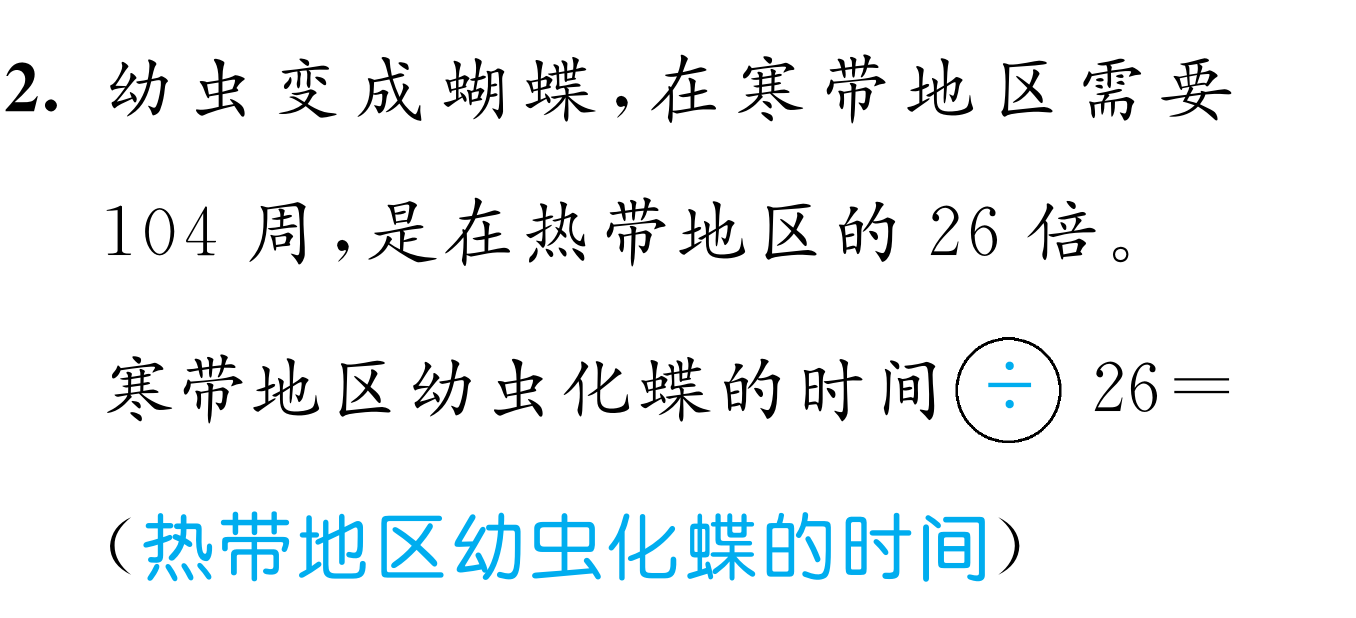 2. 幼虫变成蝴蝶,在寒带地区需要
104 周,是在热带地区的 26 倍。
寒带地区幼虫化蝶的时间÷ 26=
(热带地区幼虫化蝶的时间)